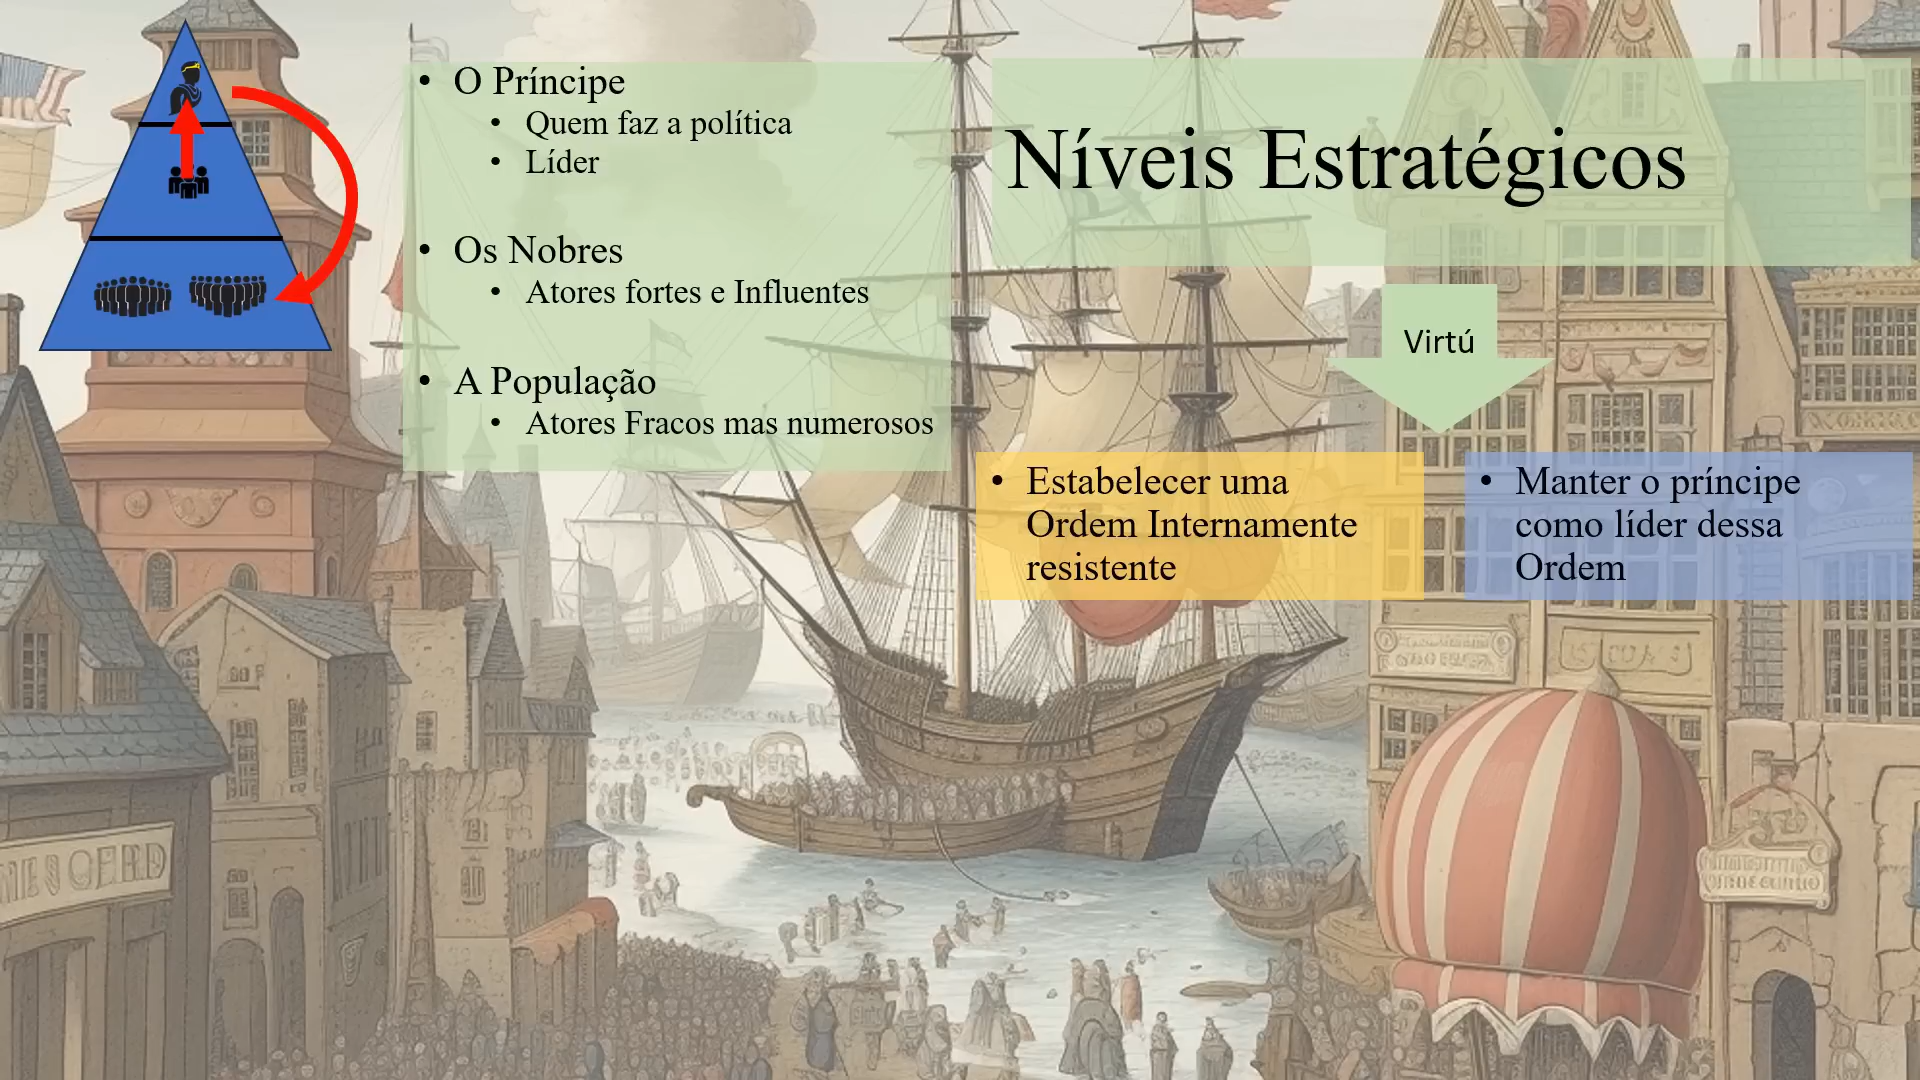 O Príncipe
Quem faz a política
Líder
Os Nobres
Atores fortes e Influentes
A População
Atores Fracos mas numerosos
Níveis Estratégicos
Virtú
Estabelecer uma
Ordem Internamente
resistente
Manter o príncipe
como líder dessa
Ordem